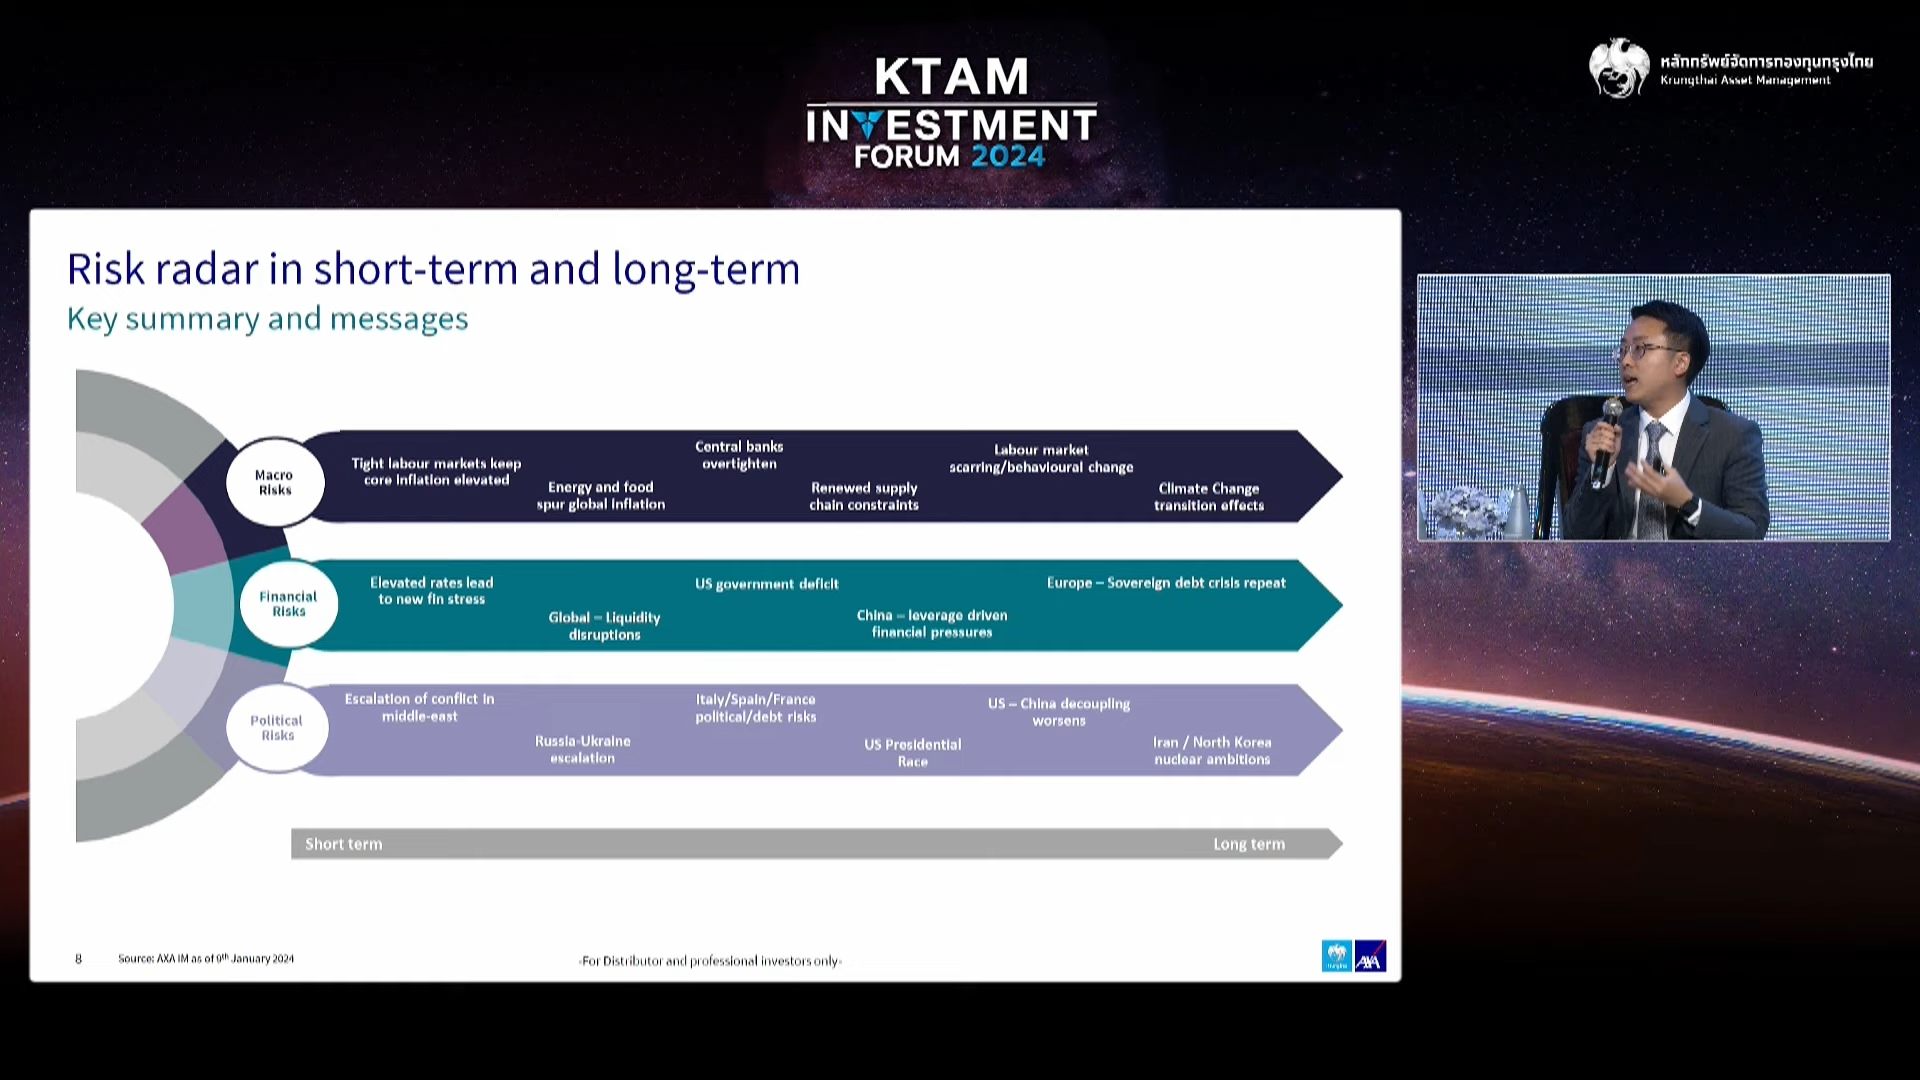 KTAM
INVESTMENT
FORUM 2024
หลักทรัพย์จัดการกองทุนกรุงไทย
Krungthai Asset Management
Risk radar in short-term and long-term
Key summary and messages
Macro
Risks
Tight labour markets keep
core inflation elevated
Energy and food
spur global inflation
Central banks
overtighten
Renewed supply
chain constraints
Labour market
scarring/behavioural change
Climate Change
transition effects
Financial
Risks
Elevated rates lead
to new fin stress
Global – Liquidity
disruptions
US government deficit
China – leverage driven
financial pressures
Europe – Sovereign debt crisis repeat
Political
Risks
Escalation of conflict in
middle-east
Russia-Ukraine
escalation
Italy/Spain/France
political/debt risks
US Presidential
Race
US – China decoupling
worsens
Iran / North Korea
nuclear ambitions
Short term
Long term
8
Source: AXA IM as of 9th January 2024
-For Distributor and professional investors only-
AXA